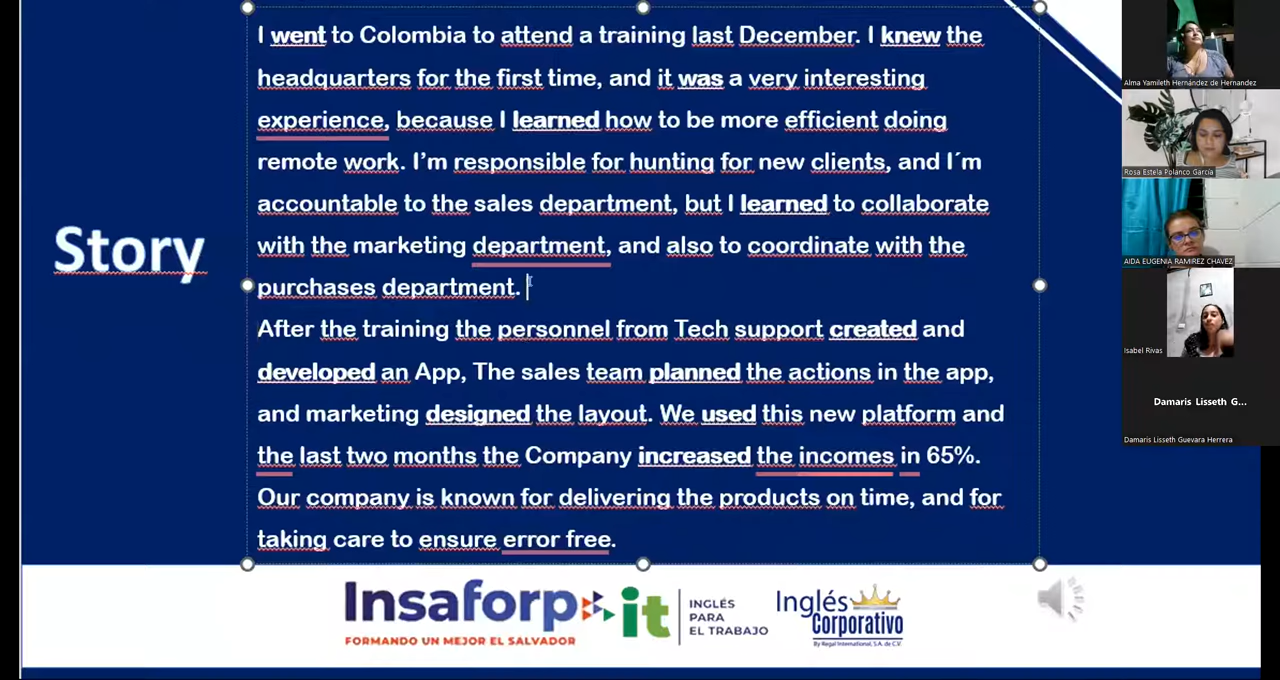 Story
I went to Colombia to attend a training last December. I knew the
headquarters for the first time, and it was a very interesting
experience, because I learned how to be more efficient doing
remote work. I’m responsible for hunting for new clients, and I´m
accountable to the sales department, but I learned to collaborate
with the marketing department, and also to coordinate with the
purchases department.
After the training the personnel from Tech support created and
developed an App, The sales team planned the actions in the app,
and marketing designed the layout. We used this new platform and
the last two months the Company increased the incomes in 65%.
Our company is known for delivering the products on time, and for
taking care to ensure error free.
Insaforp
FORMANDO UN MEJOR EL SALVADOR
it
INGLÉS
PARA
EL TRABAJO
Inglés
Corporativo
By Regal International, S.A. de C.V.
Alma Yamileth Hernández de Hernandez
Rosa Estela Polanco García
AIDA EUGENIA RAMIREZ CHAVEZ
Isabel Rivas
Damaris Lisseth G...
Damaris Lisseth Guevara Herrera